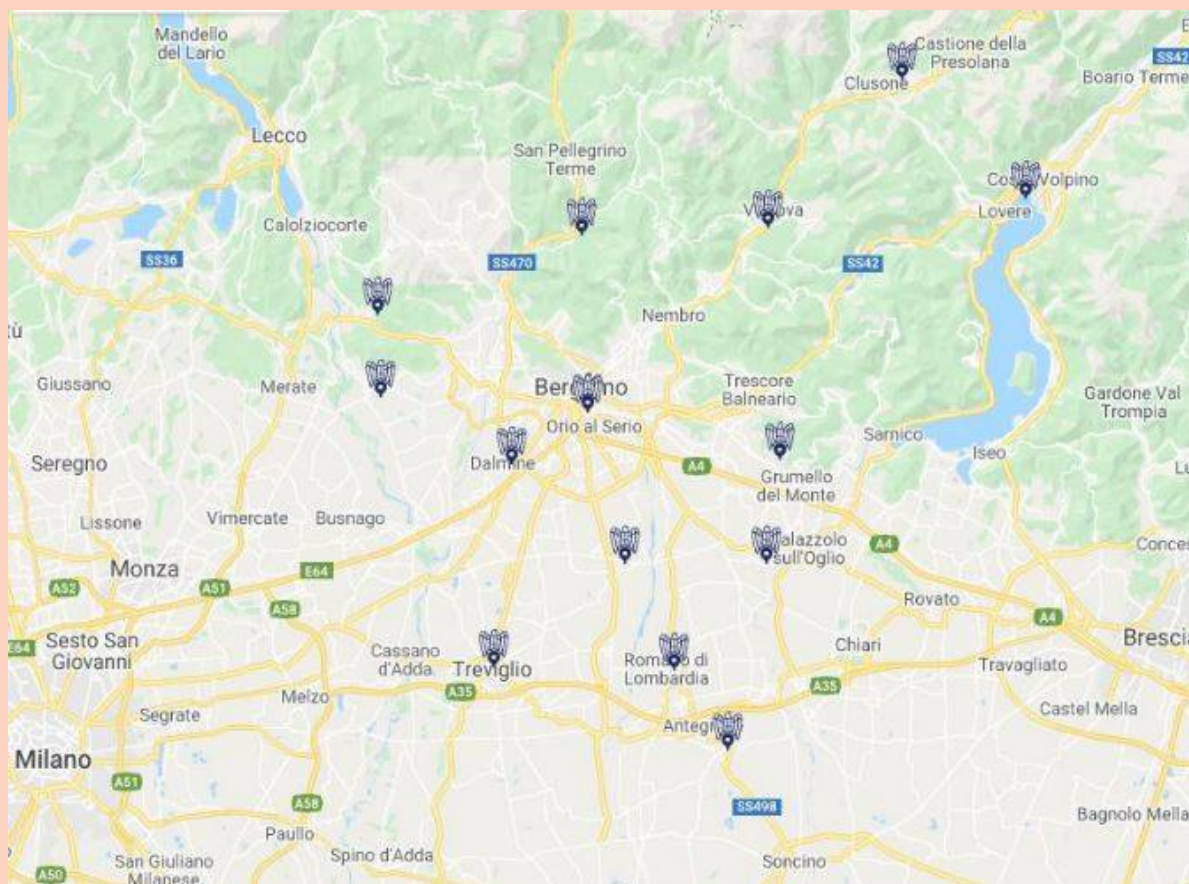 Mandello
del Lario
Castione della
Presolana
SS42
Clusone
Boario Terme
Lecco
San Pellegrino
Terme
Volpino
Lovere
Calolziocorte
SS36
SS470
SS42
Nembro
Giussano
Merate
Trescore
Balneario
Gardone Val
Trompia
Orio al Serio
Sarnico
Iseo
Seregno
A4
Grumello
del Monte
Lissone
Vimercate
Busnago
sull'Oglio
A4
Monza
E64
A52
A51
A58
Rovato
A4
Sesto San
Giovanni
E64
Cassano
d'Adda
Treviglio
Lombardia
Chiari
Travagliato
Melzo
A35
A35
Segrate
Castel Mella
Milano
A51
A58
SS498
Paullo
Spino d'Adda
Soncino
San Giuliano
Milanese
A50